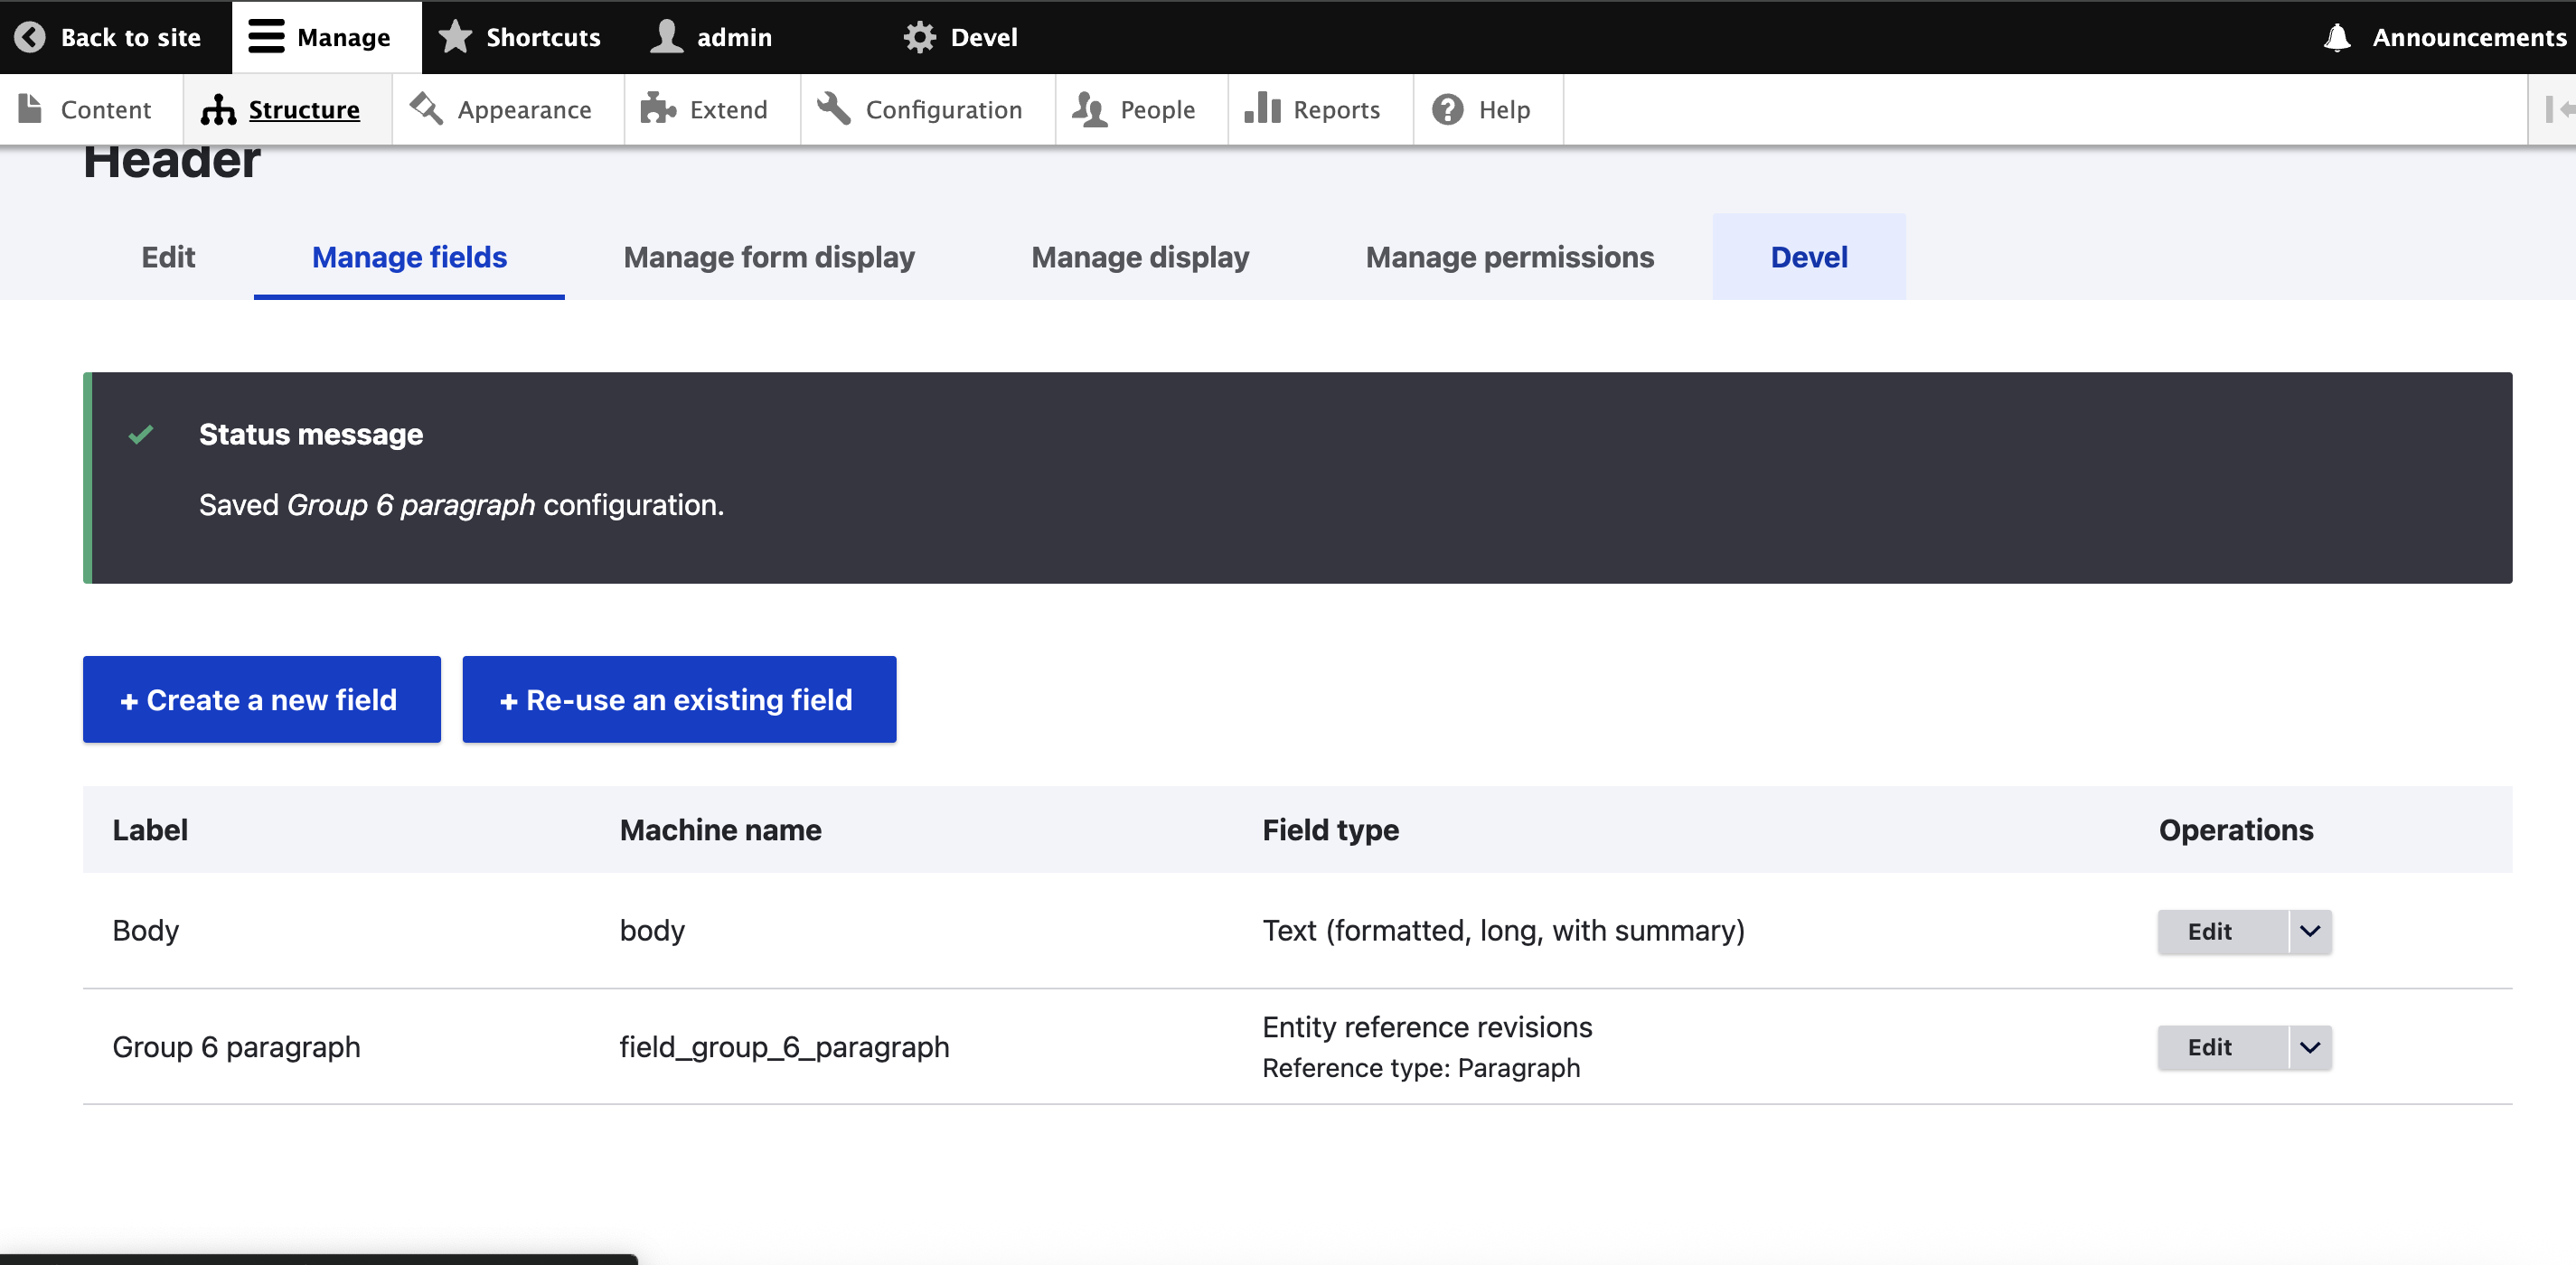 Back to site Manage Shortcuts admin Devel Announcements
Content Structure Appearance Extend Configuration People Reports Help
Header
Edit Manage fields Manage form display Manage display Manage permissions Devel
Status message
Saved Group 6 paragraph configuration.
+ Create a new field + Re-use an existing field
Label Machine name Field type Operations
Body body Text (formatted, long, with summary) Edit
Group 6 paragraph field_group_6_paragraph Entity reference revisions Edit
Reference type: Paragraph